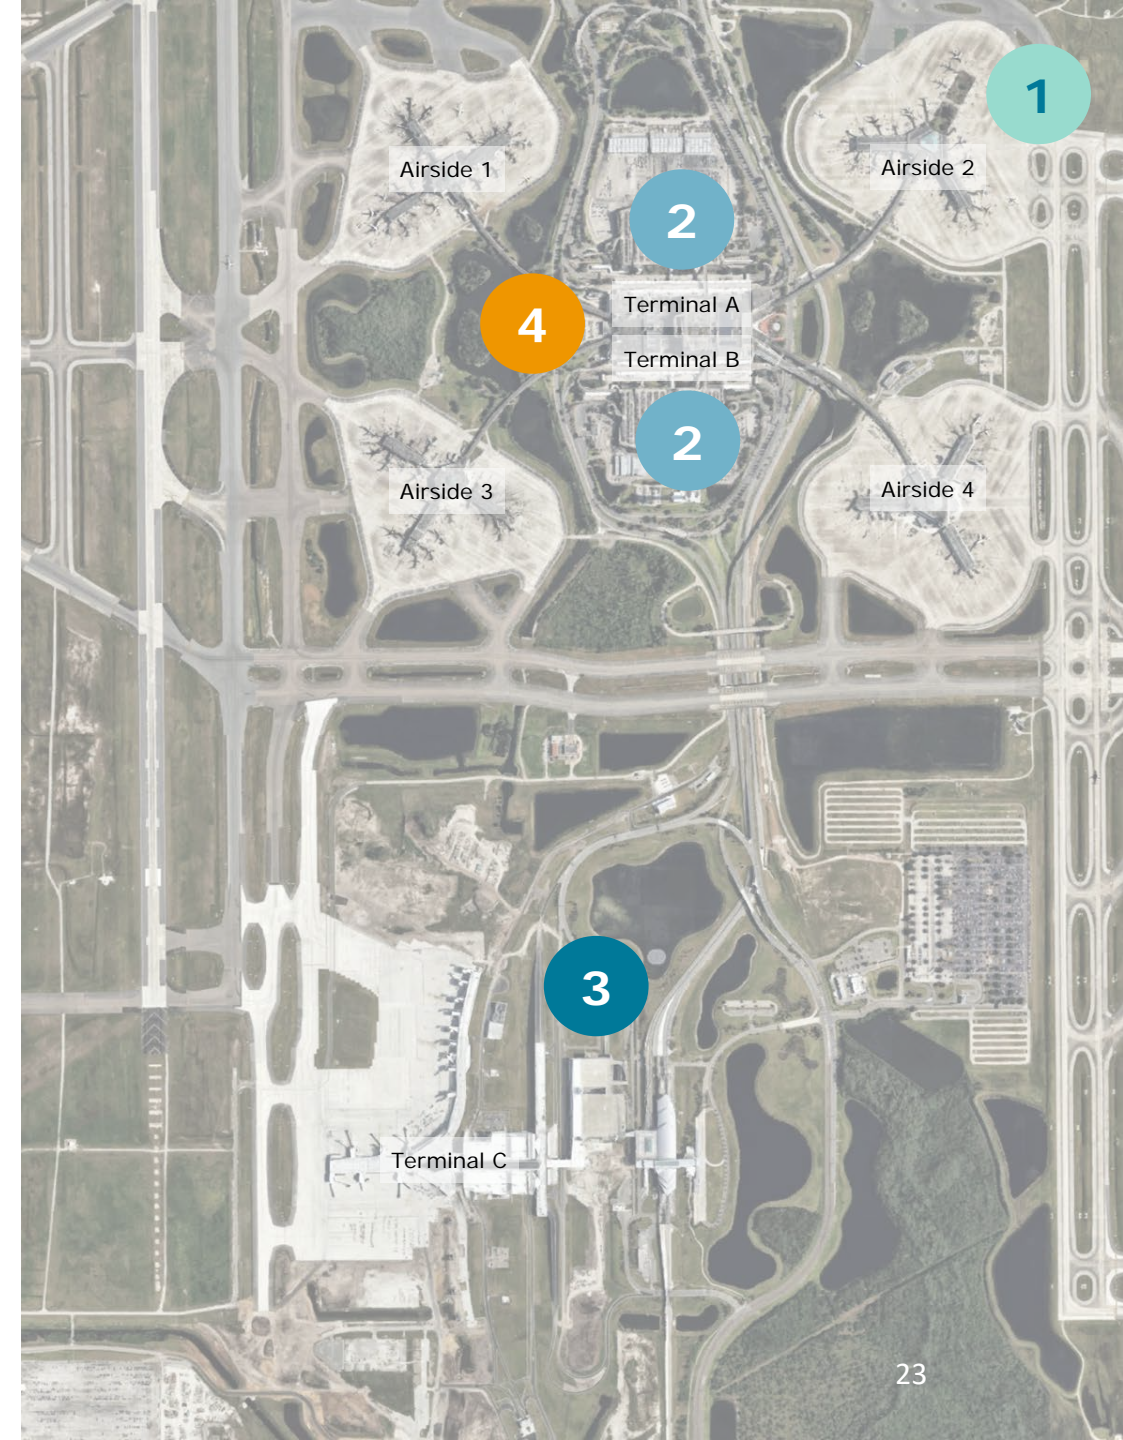 1
Airside 1
Airside 2
2
4
Terminal A
Terminal B
2
Airside 3
Airside 4
3
Terminal C
23